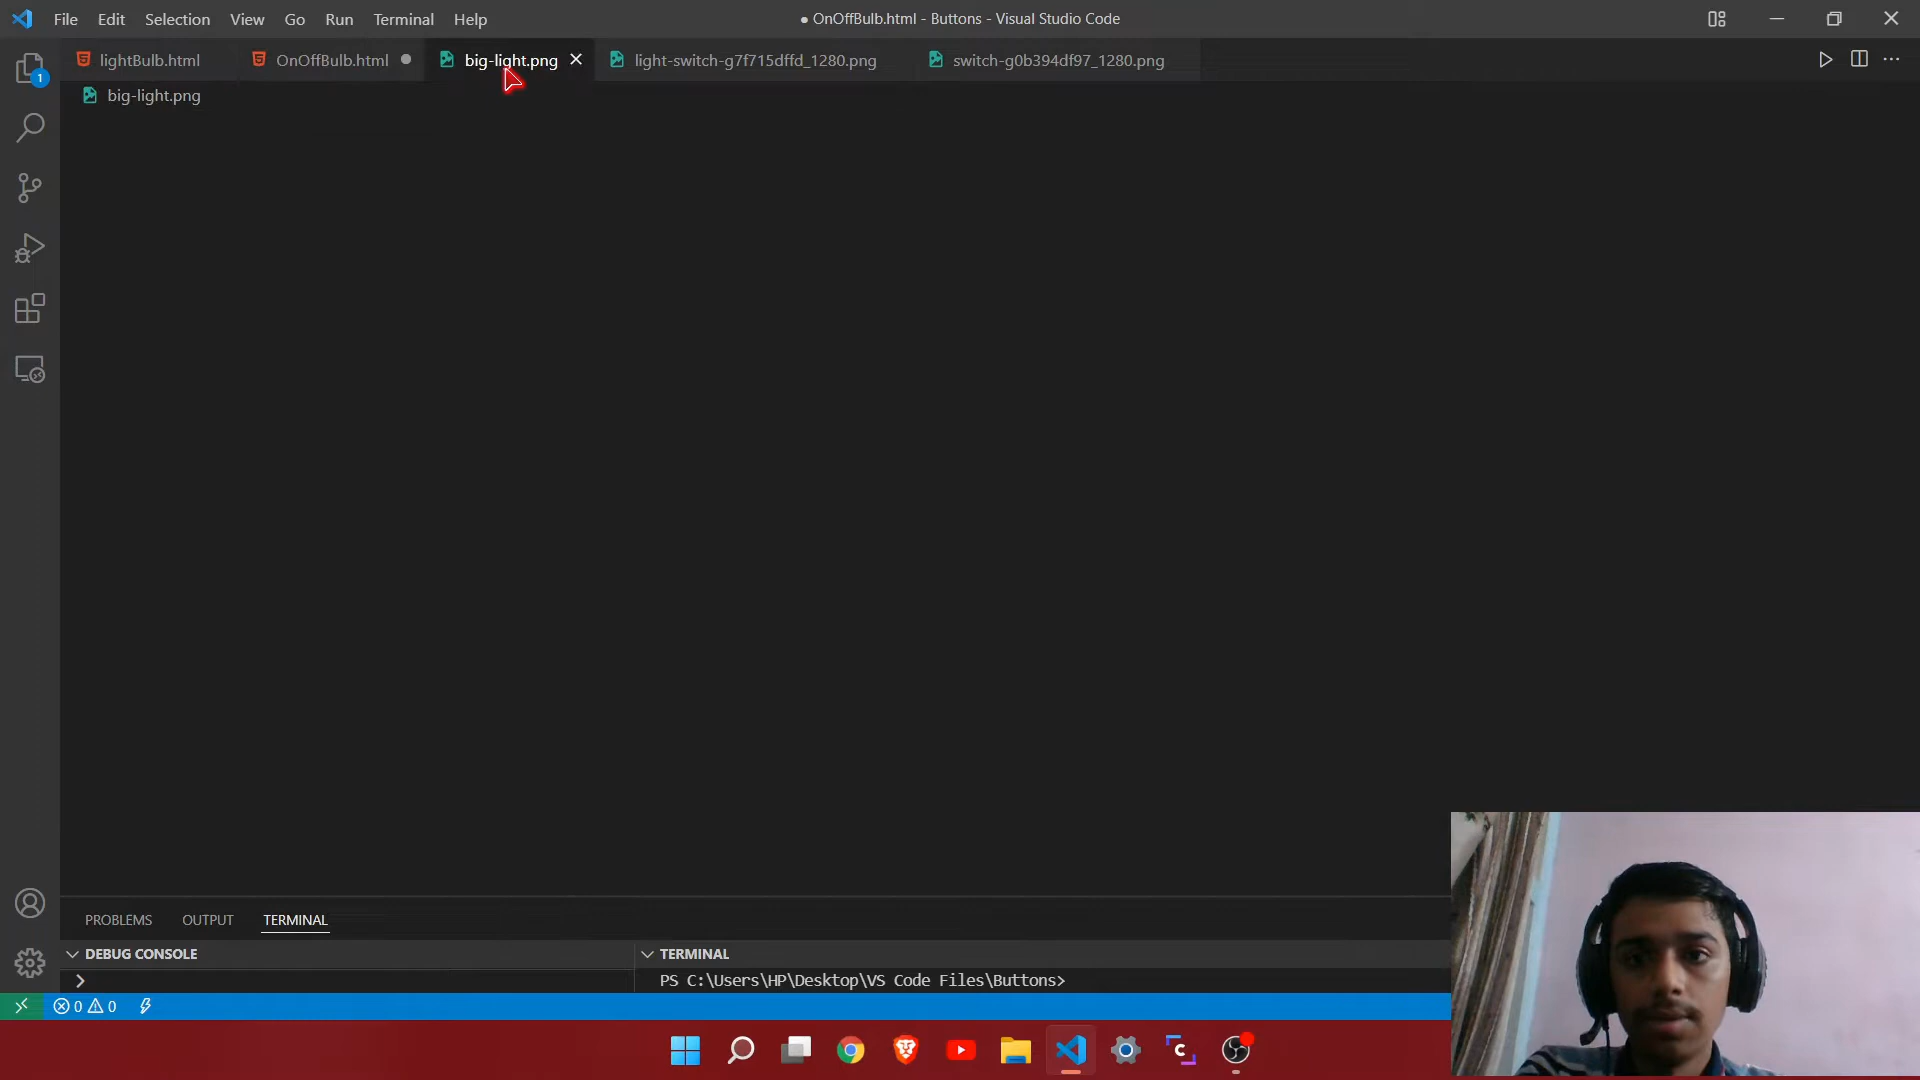 File Edit Selection View Go Run Terminal Help
● OnOffBulb.html - Buttons - Visual Studio Code
lightBulb.html
OnOffBulb.html
big-light.png
light-switch-g7f715dffd_1280.png
switch-g0b394df97_1280.png
big-light.png
1
PROBLEMS OUTPUT TERMINAL
DEBUG CONSOLE
TERMINAL
PS C:\Users\HP\Desktop\VS Code Files\Buttons>
0 0